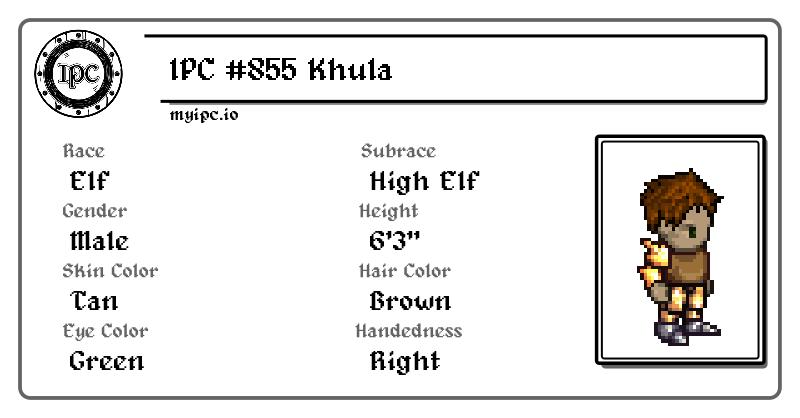 IPC
IPC #855 Khula
myipc.io
Race
Elf
Subrace
High Elf
Gender
Male
Height
6'3"
Skin Color
Tan
Hair Color
Brown
Eye Color
Green
Handedness
Right